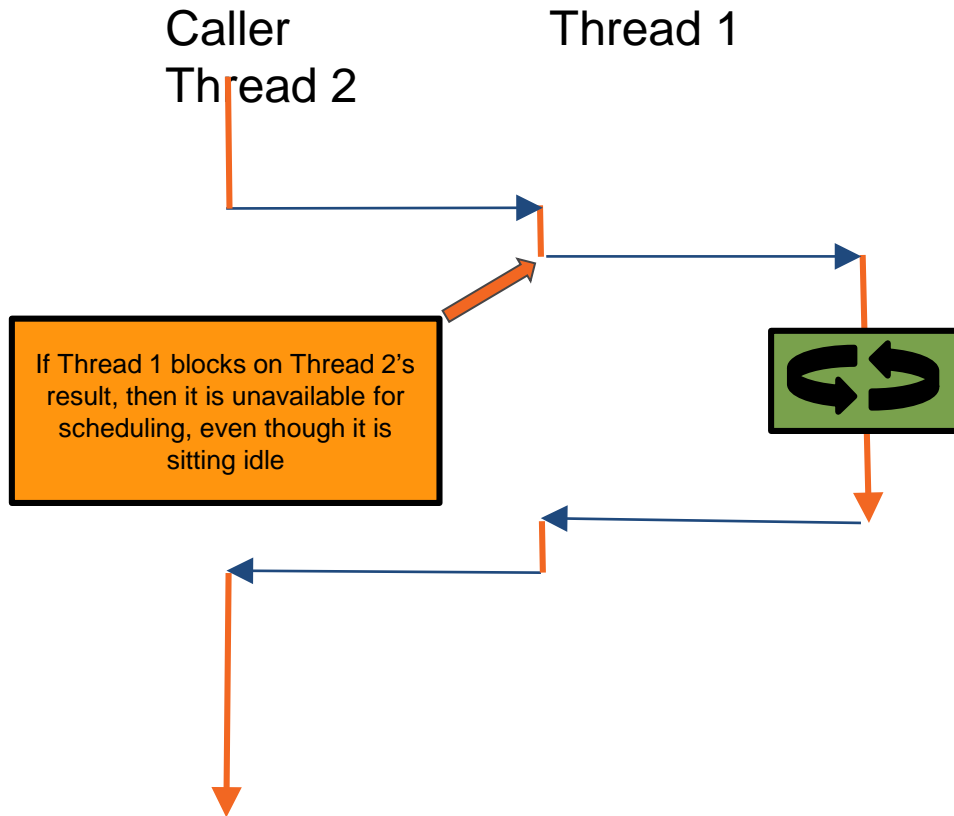 Caller
Thread 1
Thread 2
If Thread 1 blocks on Thread 2’s
result, then it is unavailable for
scheduling, even though it is
sitting idle